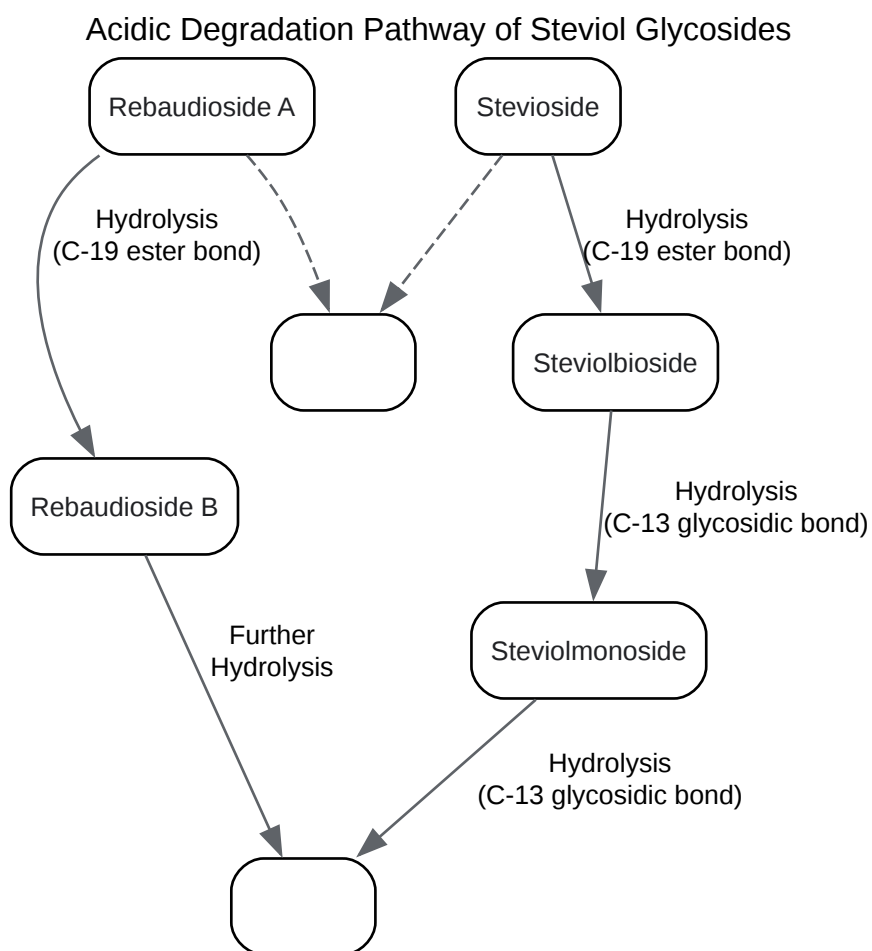 Acidic Degradation Pathway of Steviol Glycosides
Rebaudioside A
Stevioside
Hydrolysis
(C-19 ester bond)
Hydrolysis
(C-19 ester bond)
Steviolbioside
Rebaudioside B
Hydrolysis
(C-13 glycosidic bond)
Further
Hydrolysis
Steviolmonoside
Hydrolysis
(C-13 glycosidic bond)